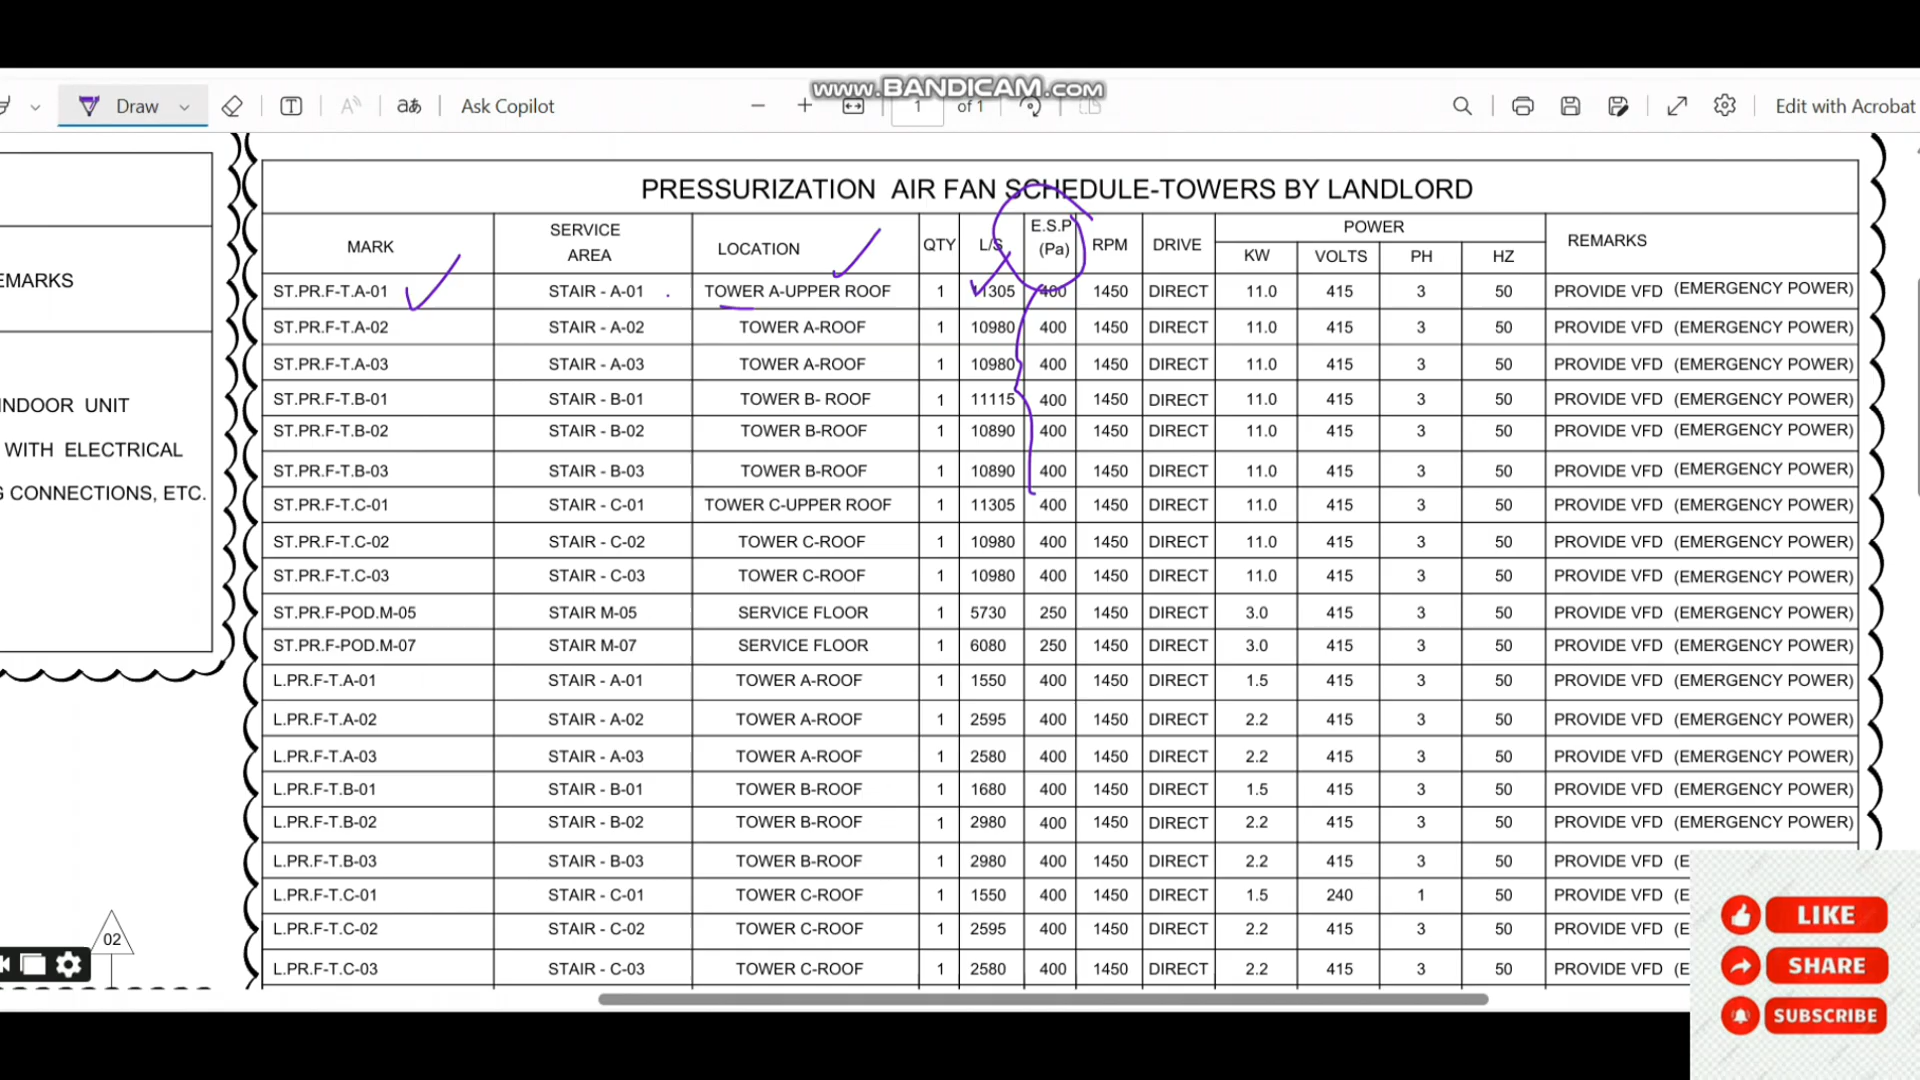 www.BANDICAM.com
Draw aあ Ask Copilot 1 of 1 Edit with Acrobat
PRESSURIZATION AIR FAN SCHEDULE-TOWERS BY LANDLORD
MARK SERVICE AREA LOCATION QTY L/S E.S.P (Pa) RPM DRIVE POWER KW VOLTS PH HZ REMARKS
ST.PR.F-T.A-01 STAIR - A-01 TOWER A-UPPER ROOF 1 11305 400 1450 DIRECT 11.0 415 3 50 PROVIDE VFD (EMERGENCY POWER)
ST.PR.F-T.A-02 STAIR - A-02 TOWER A-ROOF 1 10980 400 1450 DIRECT 11.0 415 3 50 PROVIDE VFD (EMERGENCY POWER)
ST.PR.F-T.A-03 STAIR - A-03 TOWER A-ROOF 1 10980 400 1450 DIRECT 11.0 415 3 50 PROVIDE VFD (EMERGENCY POWER)
ST.PR.F-T.B-01 STAIR - B-01 TOWER B- ROOF 1 11115 400 1450 DIRECT 11.0 415 3 50 PROVIDE VFD (EMERGENCY POWER)
ST.PR.F-T.B-02 STAIR - B-02 TOWER B-ROOF 1 10890 400 1450 DIRECT 11.0 415 3 50 PROVIDE VFD (EMERGENCY POWER)
ST.PR.F-T.B-03 STAIR - B-03 TOWER B-ROOF 1 10890 400 1450 DIRECT 11.0 415 3 50 PROVIDE VFD (EMERGENCY POWER)
ST.PR.F-T.C-01 STAIR - C-01 TOWER C-UPPER ROOF 1 11305 400 1450 DIRECT 11.0 415 3 50 PROVIDE VFD (EMERGENCY POWER)
ST.PR.F-T.C-02 STAIR - C-02 TOWER C-ROOF 1 10980 400 1450 DIRECT 11.0 415 3 50 PROVIDE VFD (EMERGENCY POWER)
ST.PR.F-T.C-03 STAIR - C-03 TOWER C-ROOF 1 10980 400 1450 DIRECT 11.0 415 3 50 PROVIDE VFD (EMERGENCY POWER)
ST.PR.F-POD.M-05 STAIR M-05 SERVICE FLOOR 1 5730 250 1450 DIRECT 3.0 415 3 50 PROVIDE VFD (EMERGENCY POWER)
ST.PR.F-POD.M-07 STAIR M-07 SERVICE FLOOR 1 6080 250 1450 DIRECT 3.0 415 3 50 PROVIDE VFD (EMERGENCY POWER)
L.PR.F-T.A-01 STAIR - A-01 TOWER A-ROOF 1 1550 400 1450 DIRECT 1.5 415 3 50 PROVIDE VFD (EMERGENCY POWER)
L.PR.F-T.A-02 STAIR - A-02 TOWER A-ROOF 1 2595 400 1450 DIRECT 2.2 415 3 50 PROVIDE VFD (EMERGENCY POWER)
L.PR.F-T.A-03 STAIR - A-03 TOWER A-ROOF 1 2580 400 1450 DIRECT 2.2 415 3 50 PROVIDE VFD (EMERGENCY POWER)
L.PR.F-T.B-01 STAIR - B-01 TOWER B-ROOF 1 1680 400 1450 DIRECT 1.5 415 3 50 PROVIDE VFD (EMERGENCY POWER)
L.PR.F-T.B-02 STAIR - B-02 TOWER B-ROOF 1 2980 400 1450 DIRECT 2.2 415 3 50 PROVIDE VFD (EMERGENCY POWER)
L.PR.F-T.B-03 STAIR - B-03 TOWER B-ROOF 1 2980 400 1450 DIRECT 2.2 415 3 50 PROVIDE VFD (E
L.PR.F-T.C-01 STAIR - C-01 TOWER C-ROOF 1 1550 400 1450 DIRECT 1.5 240 1 50 PROVIDE VFD (E
L.PR.F-T.C-02 STAIR - C-02 TOWER C-ROOF 1 2595 400 1450 DIRECT 2.2 415 3 50 PROVIDE VFD (E
L.PR.F-T.C-03 STAIR - C-03 TOWER C-ROOF 1 2580 400 1450 DIRECT 2.2 415 3 50 PROVIDE VFD (E
EMARKS
INDOOR UNIT
WITH ELECTRICAL
G CONNECTIONS, ETC.
02
LIKE
SHARE
SUBSCRIBE